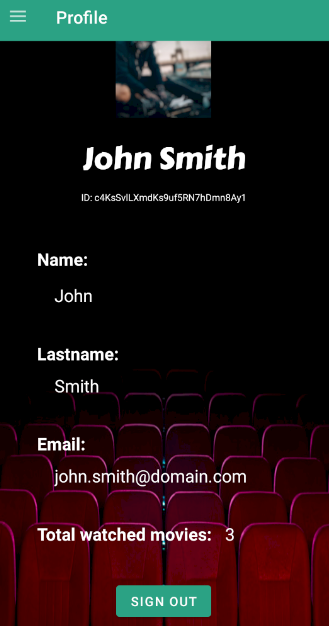 Profile
John Smith
ID: c4KsSvlLXmdKs9uf5RN7hDmn8Ay1
Name:
John
Lastname:
Smith
Email:
john.smith@domain.com
Total watched movies: 3
SIGN OUT